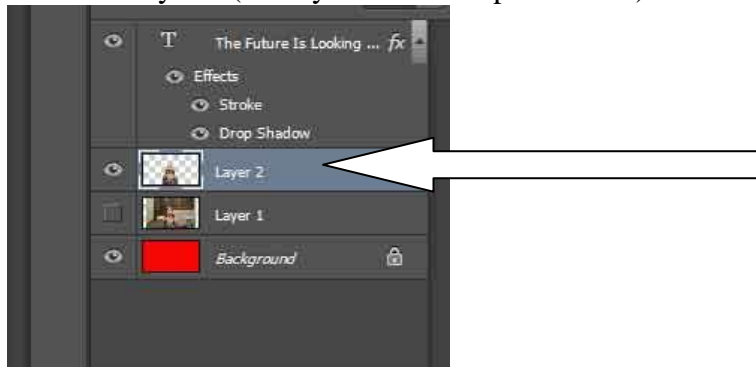 T The Future Is Looking ... fx
Effects
Stroke
Drop Shadow
Layer 2
Layer 1
Background